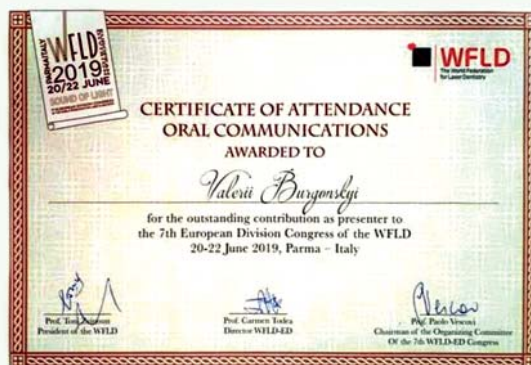 PARMA ITALY
WFLD
2019
20/22 JUNE
SOUND OF LIGHT
WFLD
The World Federation
for Laser Dentistry
CERTIFICATE OF ATTENDANCE
ORAL COMMUNICATIONS
AWARDED TO
Valerii Burgonskyi
for the outstanding contribution as presenter to
the 7th European Division Congress of the WFLD
20-22 June 2019, Parma – Italy
Prof.
President of the WFLD
Prof. Carmen Todea
Director WFLD-ED
Prof. Paolo Vescovi
Chairman of the Organizing Committee
Of the 7th WFLD-ED Congress